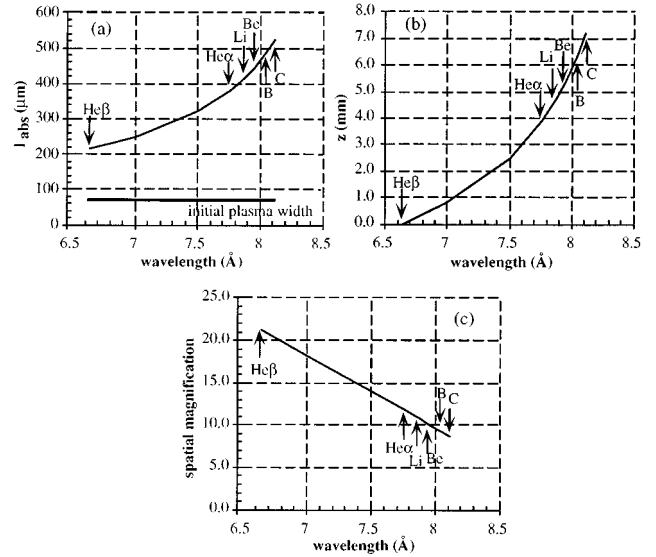 (a)
600
500
400
300
200
100
0
l abs (μm)
Heβ
Heα
Li
Be
B
C
initial plasma width
6.5 7 7.5 8 8.5
wavelength (Å)
(b)
8.0
7.0
6.0
5.0
4.0
3.0
2.0
1.0
0.0
z (mm)
Heβ
Heα
Li
Be
B
C
6.5 7 7.5 8 8.5
wavelength (Å)
(c)
25.0
20.0
15.0
10.0
5.0
0.0
spatial magnification
Heβ
Heα
Li
Be
B
C
6.5 7 7.5 8 8.5
wavelength (Å)